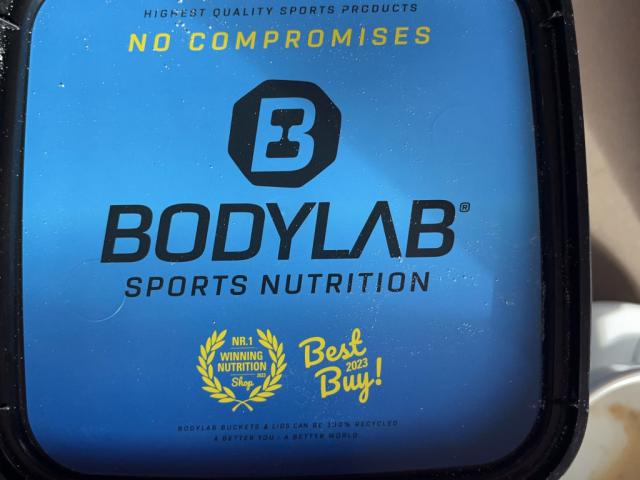 HIGHEST QUALITY SPORTS PRODUCTS
NO COMPROMISES
B
BODYLAB®
SPORTS NUTRITION
NR.1
WINNING
NUTRITION
2023
Shop
Best
2023
Buy!
BODYLAB BUCKETS & LIDS CAN BE 100% RECYCLED
A BETTER YOU - A BETTER WORLD